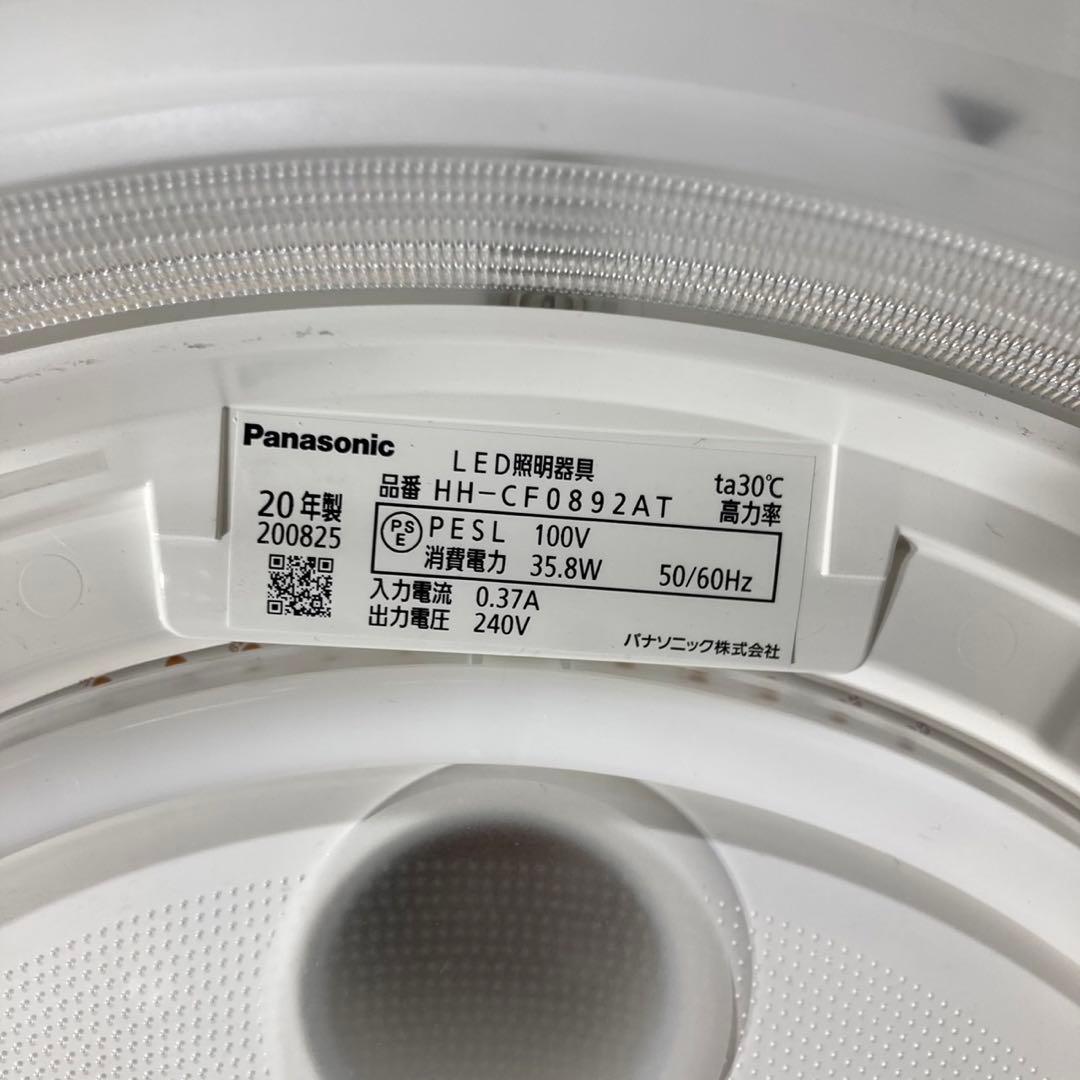 Panasonic
LED照明器具
ta30℃
品番 HH-CF0892AT
高力率
20年製
200825
PSE PESL 100V
消費電力 35.8W 50/60Hz
入力電流 0.37A
出力電圧 240V
パナソニック株式会社